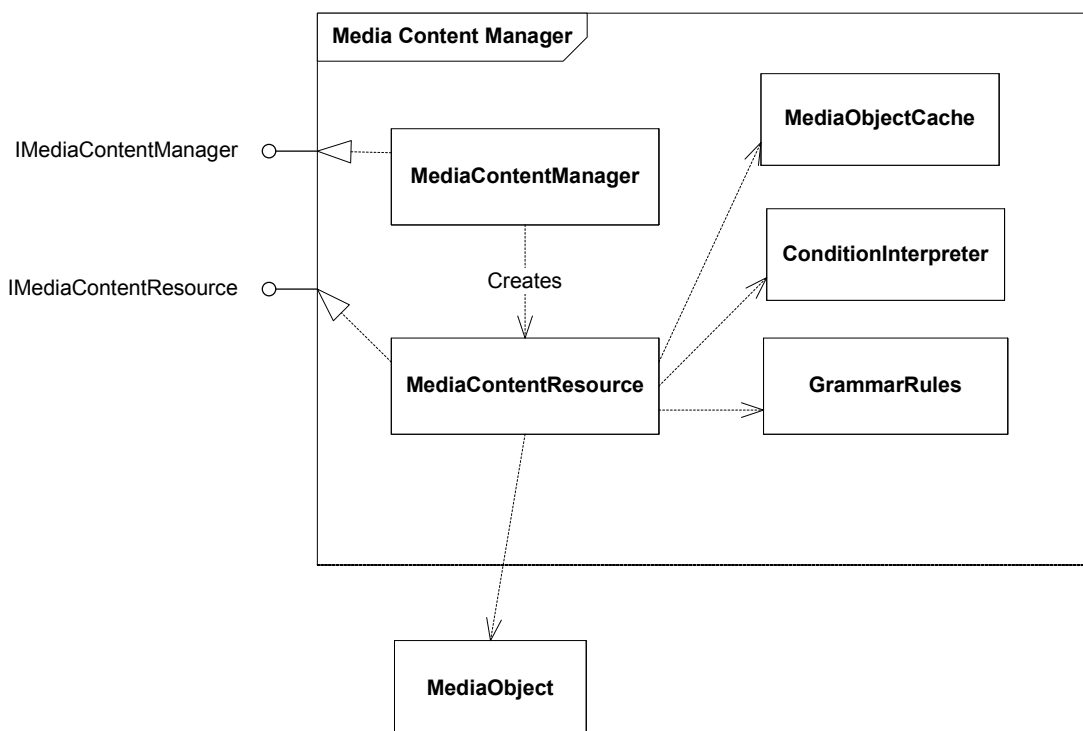 Media Content Manager
MediaObjectCache
IMediaContentManager
MediaContentManager
ConditionInterpreter
IMediaContentResource
Creates
MediaContentResource
GrammarRules
MediaObject